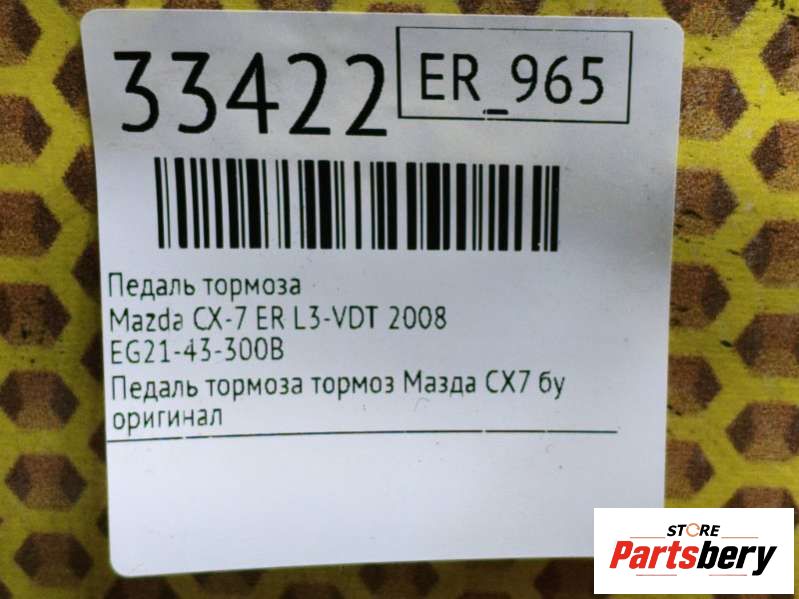 33422
ER_965
Педаль тормоза
Mazda CX-7 ER L3-VDT 2008
EG21-43-300B
Педаль тормоза тормоз Мазда СХ7 бу
оригинал
STORE
Partsbery